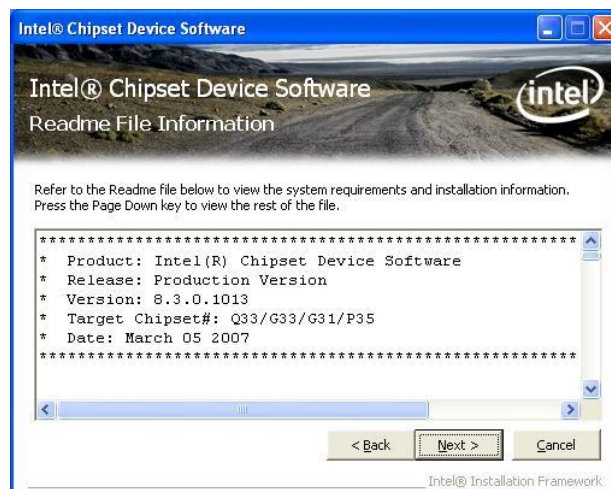 Intel® Chipset Device Software
Intel® Chipset Device Software
intel
Readme File Information
Refer to the Readme file below to view the system requirements and installation information.
Press the Page Down key to view the rest of the file.
*********************************************************
* Product: Intel(R) Chipset Device Software
* Release: Production Version
* Version: 8.3.0.1013
* Target Chipset#: Q33/G33/G31/P35
* Date: March 05 2007
*********************************************************
< Back
Next >
Cancel
Intel® Installation Framework